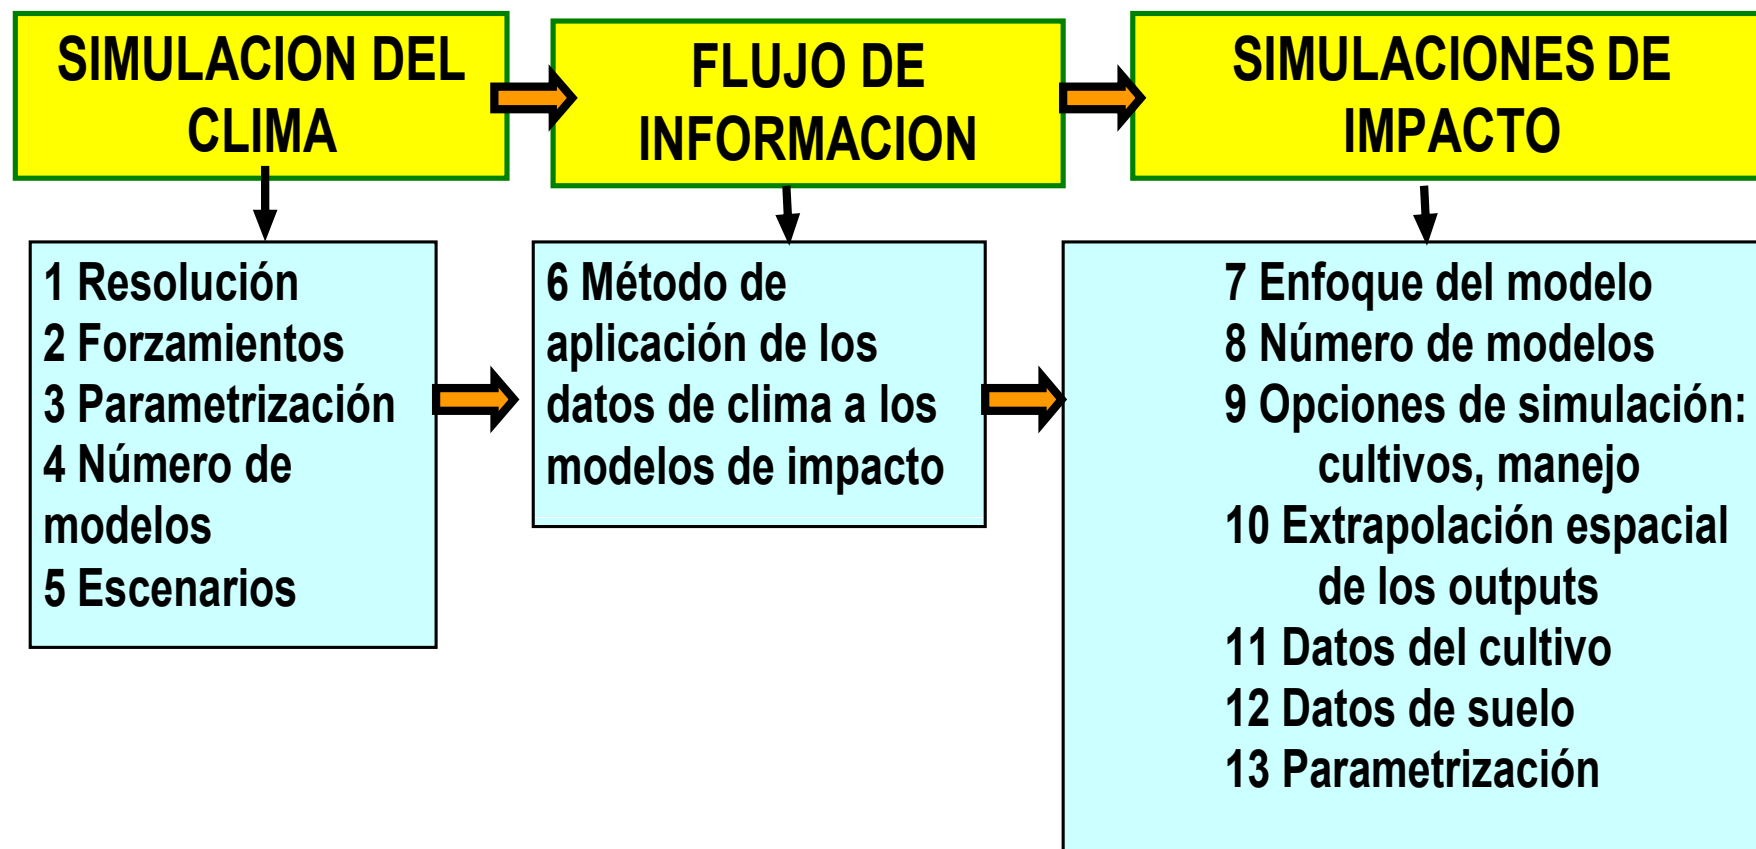 SIMULACION DEL
CLIMA
FLUJO DE
INFORMACION
SIMULACIONES DE
IMPACTO
1 Resolución
2 Forzamientos
3 Parametrización
4 Número de
modelos
5 Escenarios
6 Método de
aplicación de los
datos de clima a los
modelos de impacto
7 Enfoque del modelo
8 Número de modelos
9 Opciones de simulación:
cultivos, manejo
10 Extrapolación espacial
de los outputs
11 Datos del cultivo
12 Datos de suelo
13 Parametrización